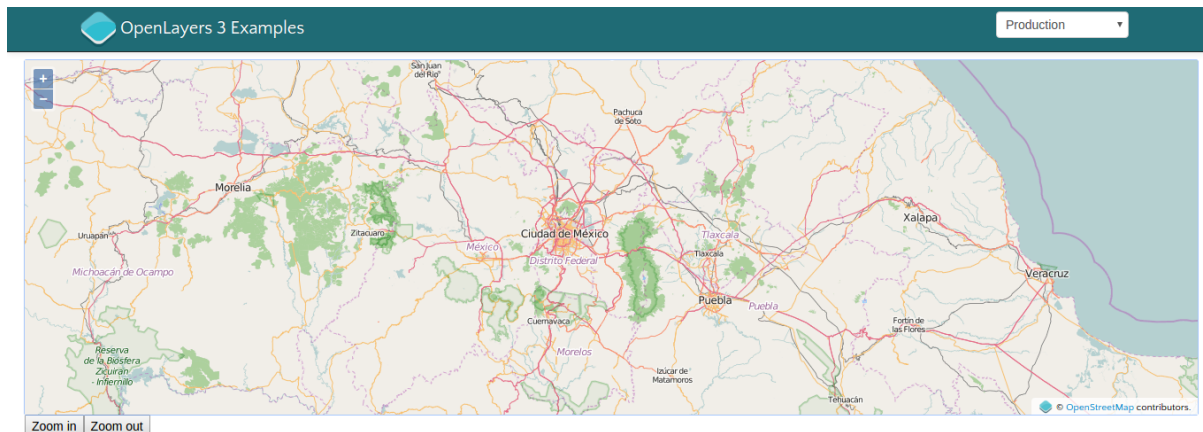 OpenLayers 3 Examples
Production
+
−
San Juan
del Río
Pachuca
de Soto
Morelia
Zitacuaro
Uruapan
Ciudad de México
México
Distrito Federal
Tlaxcala
Tlaxcala
Xalapa
Michoacán de Ocampo
Veracruz
Puebla
Puebla
Cuernavaca
Fortín de
las Flores
Reserva
de la Biósfera
Zicuirán
- Infiernillo
Morelos
Izúcar de
Matamoros
Tehuacán
© OpenStreetMap contributors.
Zoom in
Zoom out